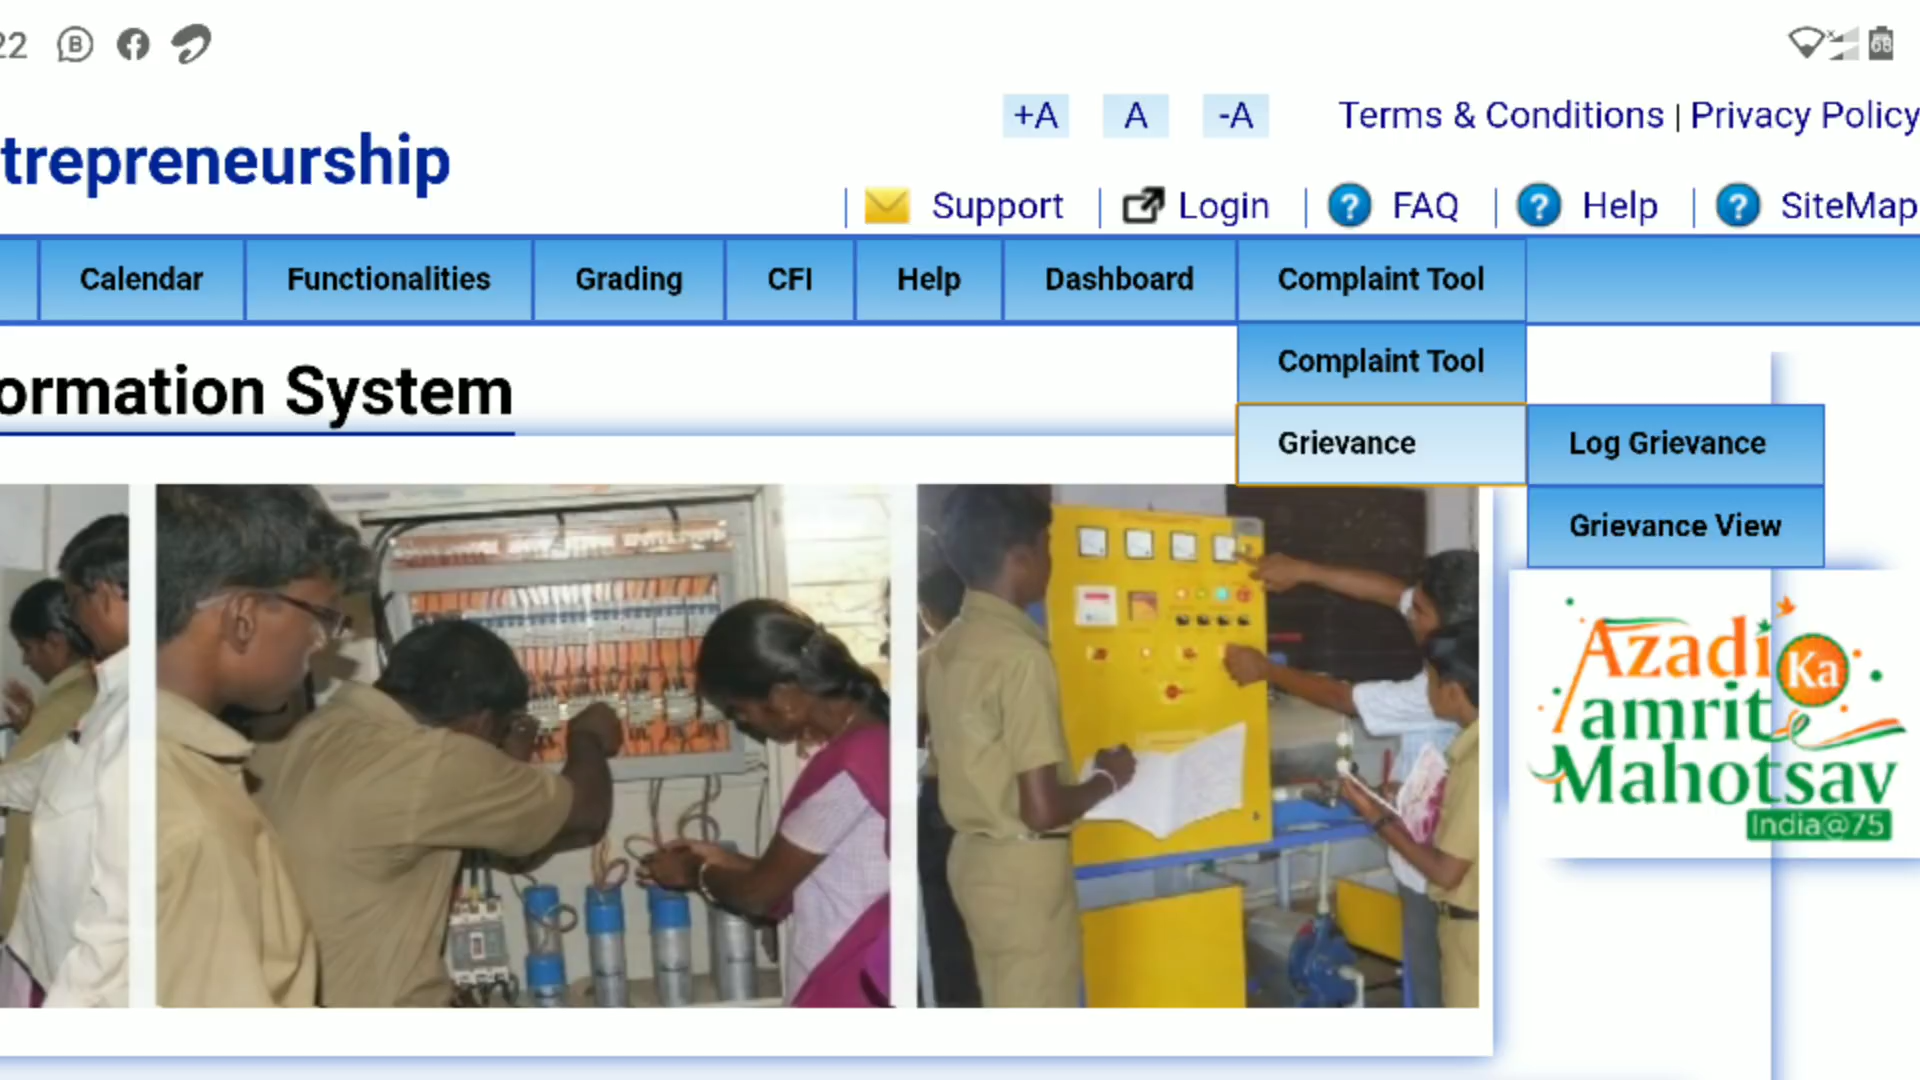 22
68
+A A -A Terms & Conditions | Privacy Policy
trepreneurship
Support Login FAQ Help SiteMap
Calendar Functionalities Grading CFI Help Dashboard Complaint Tool
Complaint Tool
ormation System
Grievance Log Grievance
Grievance View
Azadi Ka
amrit
Mahotsav
India@75